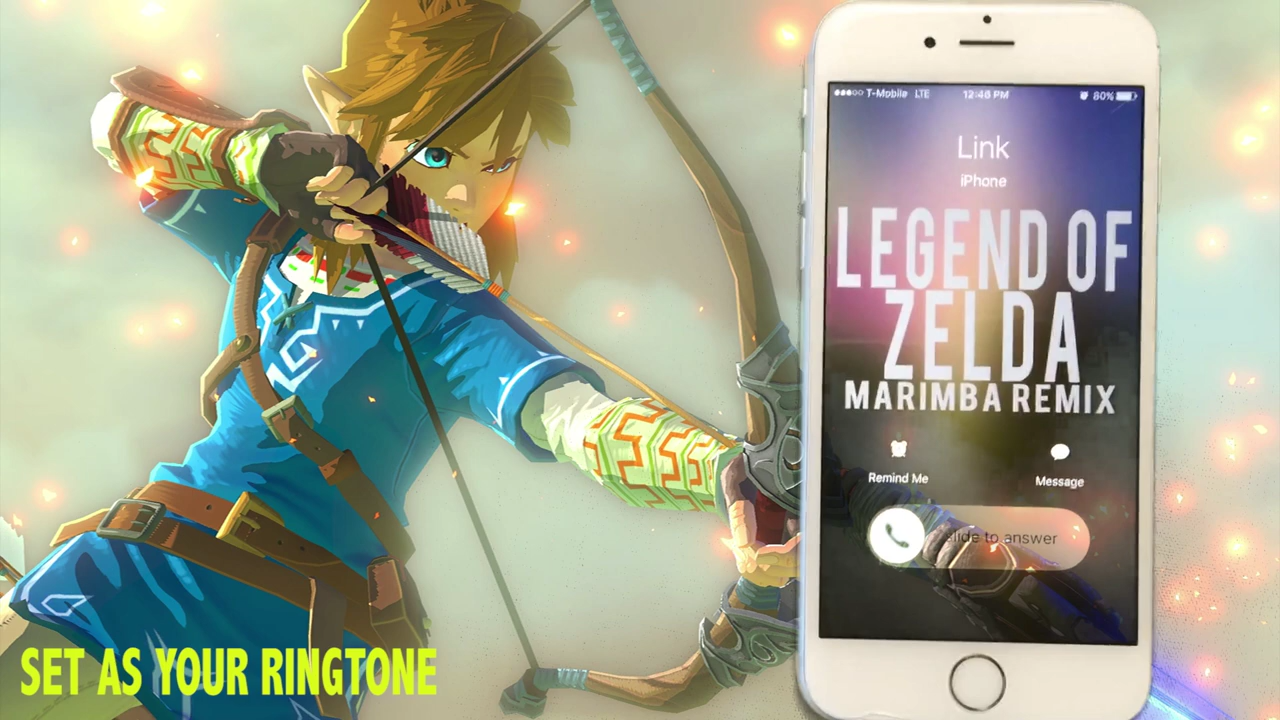 T-Mobile LTE 12:46 PM 80%
Link
iPhone
LEGEND OF
ZELDA
MARIMBA REMIX
Remind Me Message
slide to answer
SET AS YOUR RINGTONE